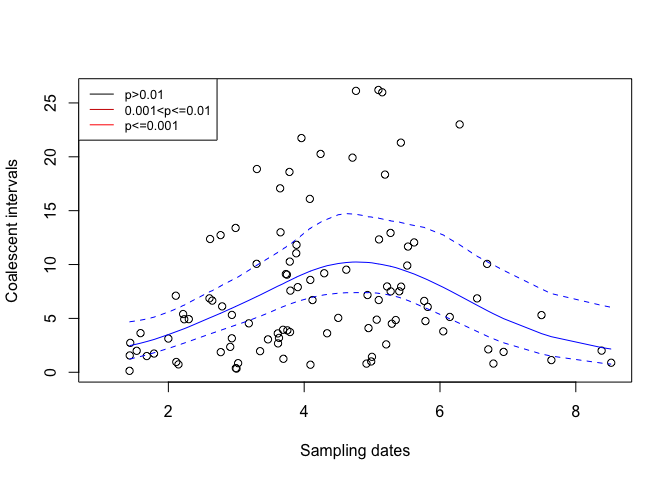 p>0.01
0.001<p<=0.01
p<=0.001
25
20
15
10
5
0
Coalescent intervals
2 4 6 8
Sampling dates